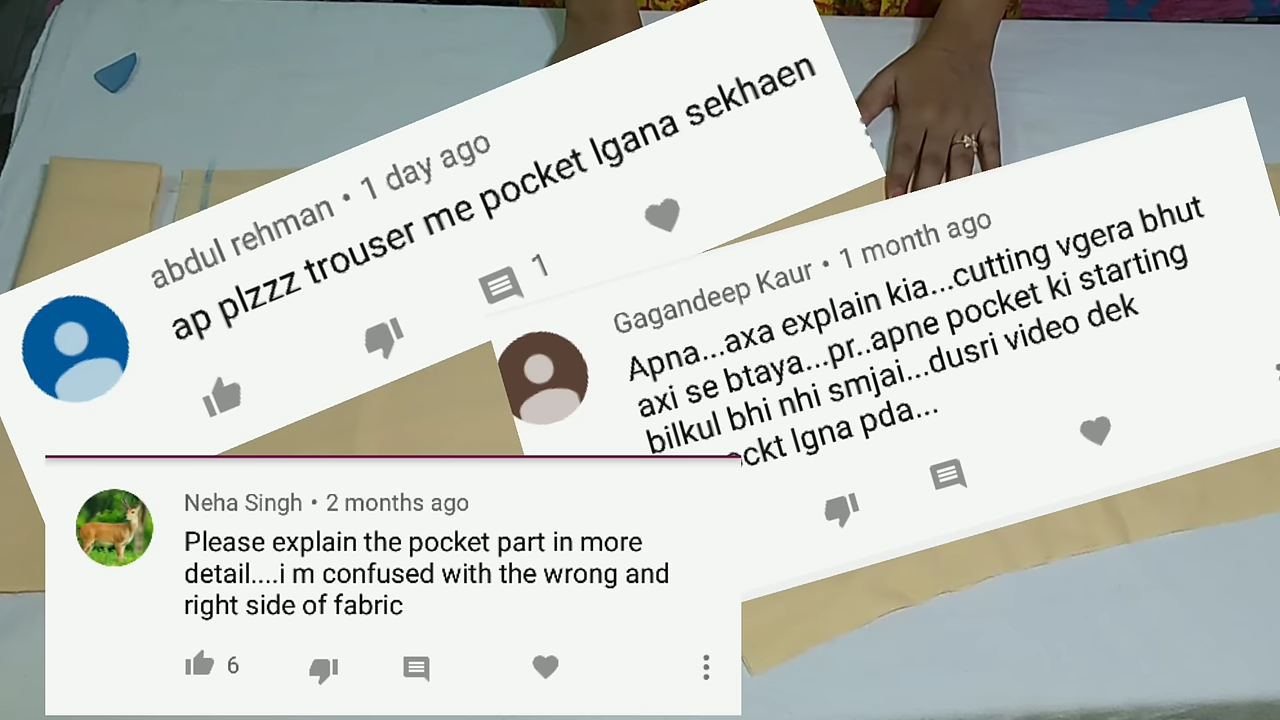 abdul rehman • 1 day ago
ap plzzz trouser me pocket lgana sekhaen
1
Gagandeep Kaur • 1 month ago
Apna...axa explain kia...cutting vgera bhut
axi se btaya...pr..apne pocket ki starting
bilkul bhi nhi smjai...dusri video dek
lgna pda...
Neha Singh • 2 months ago
Please explain the pocket part in more
detail....i m confused with the wrong and
right side of fabric
6